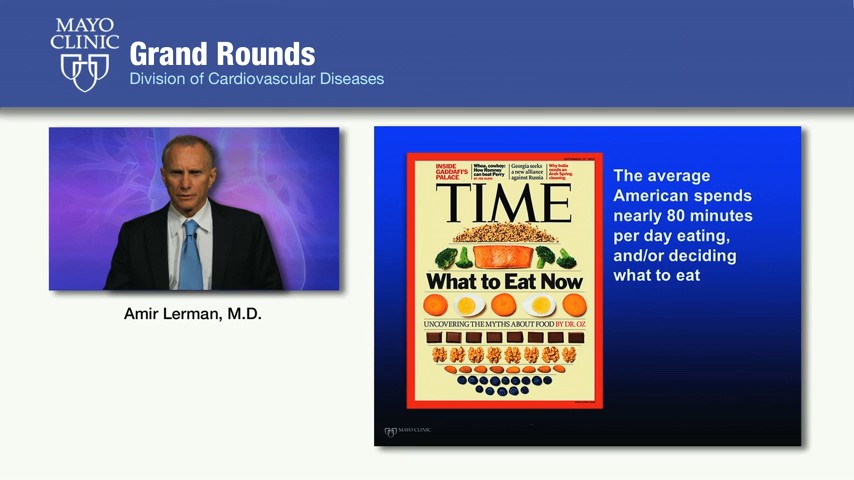 MAYO
CLINIC
Grand Rounds
Division of Cardiovascular Diseases
Amir Lerman, M.D.
INSIDE
GADDAFI'S
PALACE
Whoa, cowboy:
How Romney
can beat Perry
Georgia seeks
a new alliance
against Russia
Why India
needs an
Arab Spring
cleaning
TIME
What to Eat Now
UNCOVERING THE MYTHS ABOUT FOOD BY DR. OZ
The average
American spends
nearly 80 minutes
per day eating,
and/or deciding
what to eat
MAYO CLINIC